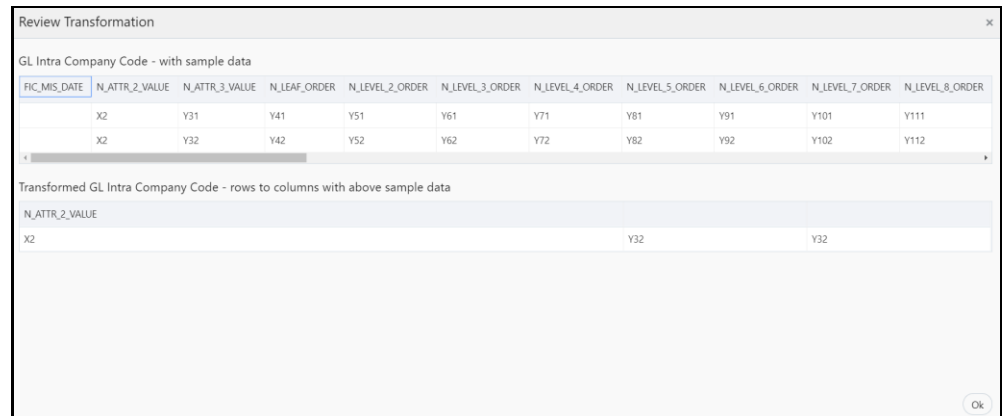 Review Transformation ×
GL Intra Company Code - with sample data
FIC_MIS_DATE N_ATTR_2_VALUE N_ATTR_3_VALUE N_LEAF_ORDER N_LEVEL_2_ORDER N_LEVEL_3_ORDER N_LEVEL_4_ORDER N_LEVEL_5_ORDER N_LEVEL_6_ORDER N_LEVEL_7_ORDER N_LEVEL_8_ORDER
X2 Y31 Y41 Y51 Y61 Y71 Y81 Y91 Y101 Y111
X2 Y32 Y42 Y52 Y62 Y72 Y82 Y92 Y102 Y112
Transformed GL Intra Company Code - rows to columns with above sample data
N_ATTR_2_VALUE
X2 Y32 Y32
Ok